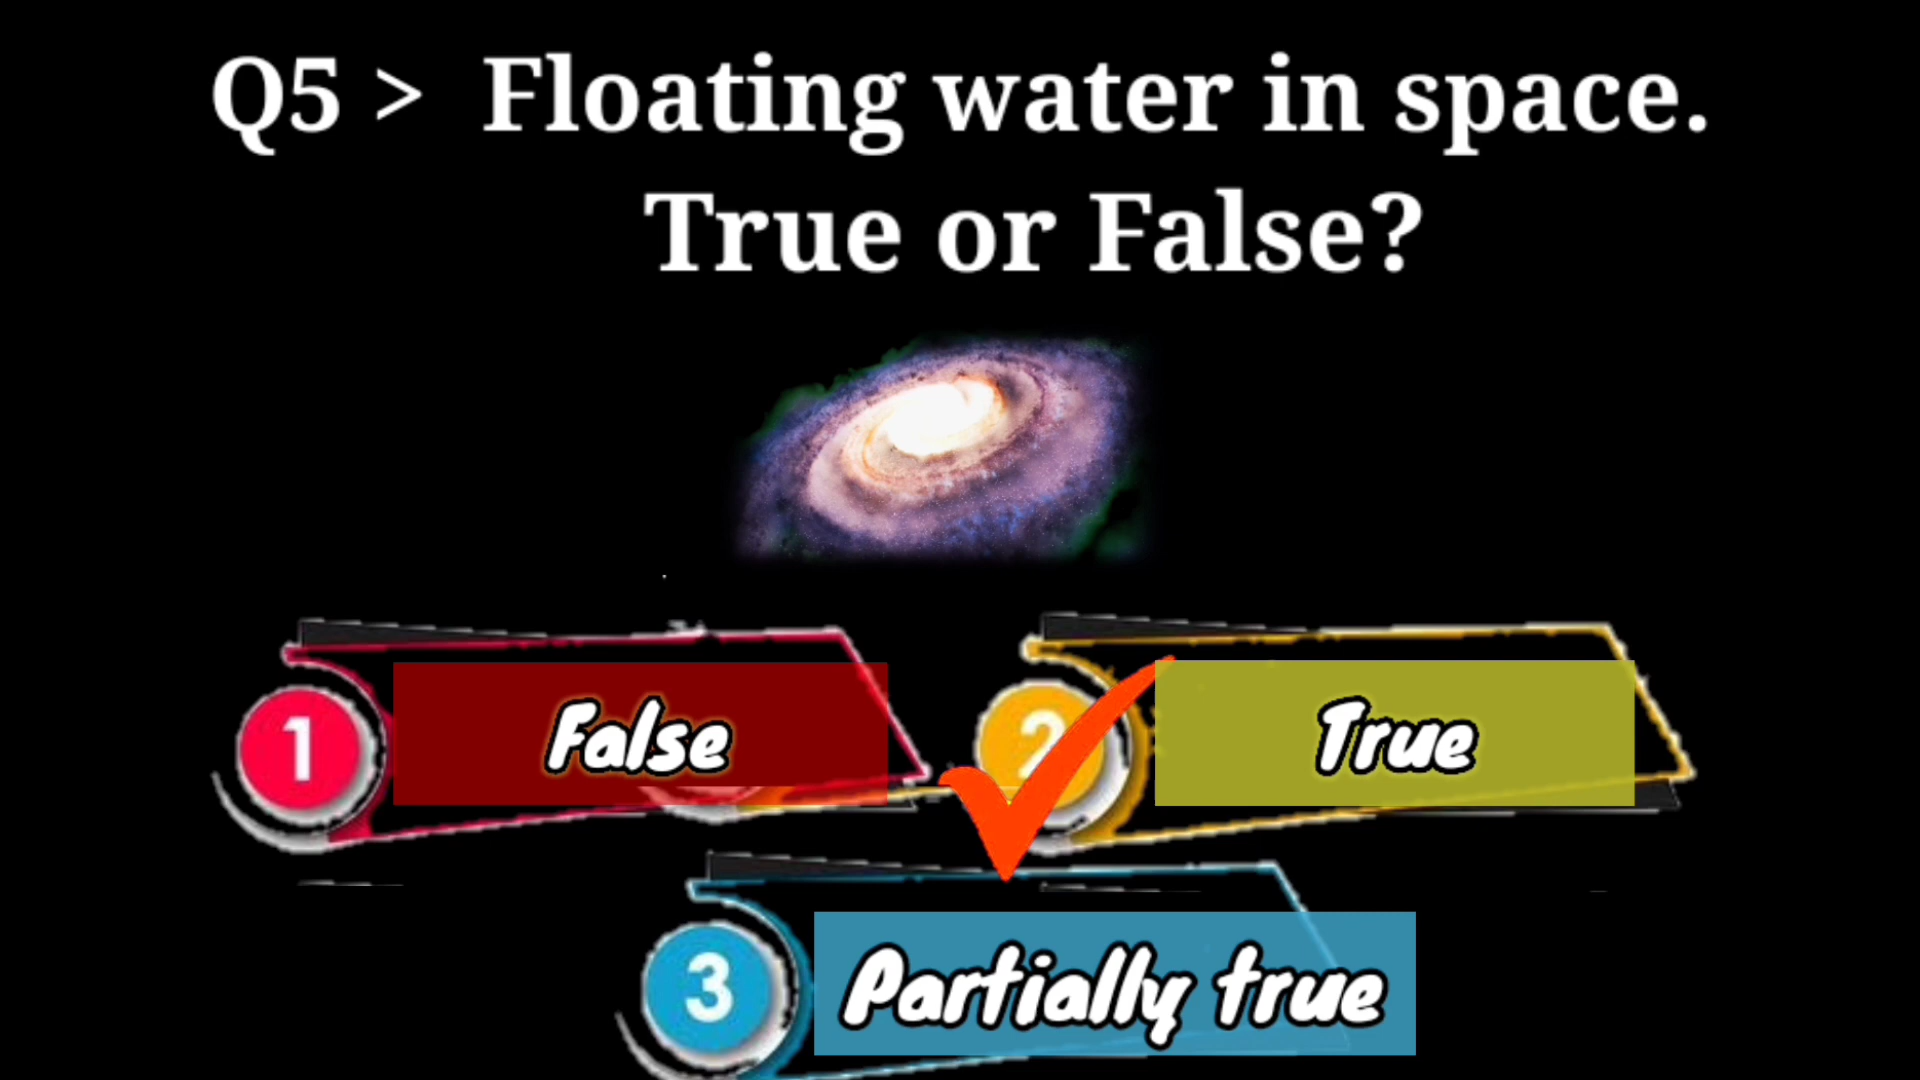 Q5 > Floating water in space.
True or False?
1 False
2 True
3 Partially true